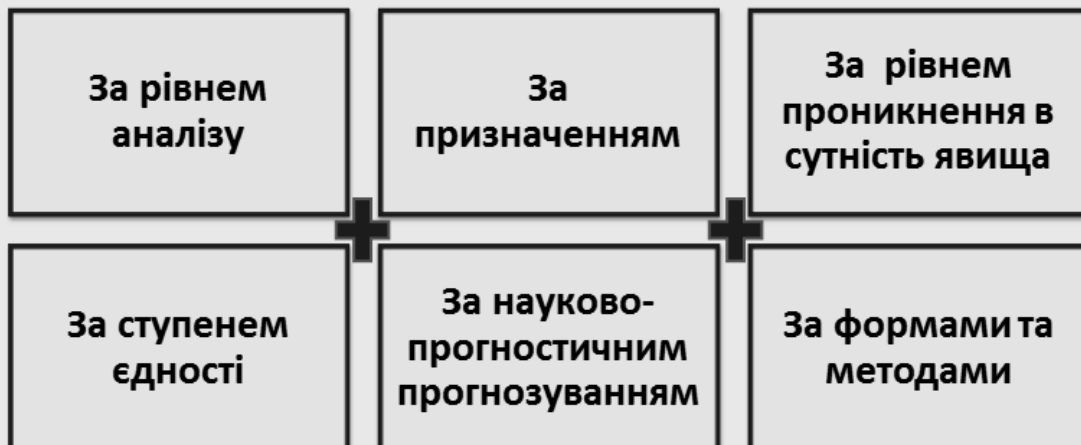 За рівнем
аналізу
За
призначенням
За рівнем
проникнення в
сутність явища
За ступенем
єдності
За науково-
прогностичним
прогнозуванням
За формами та
методами